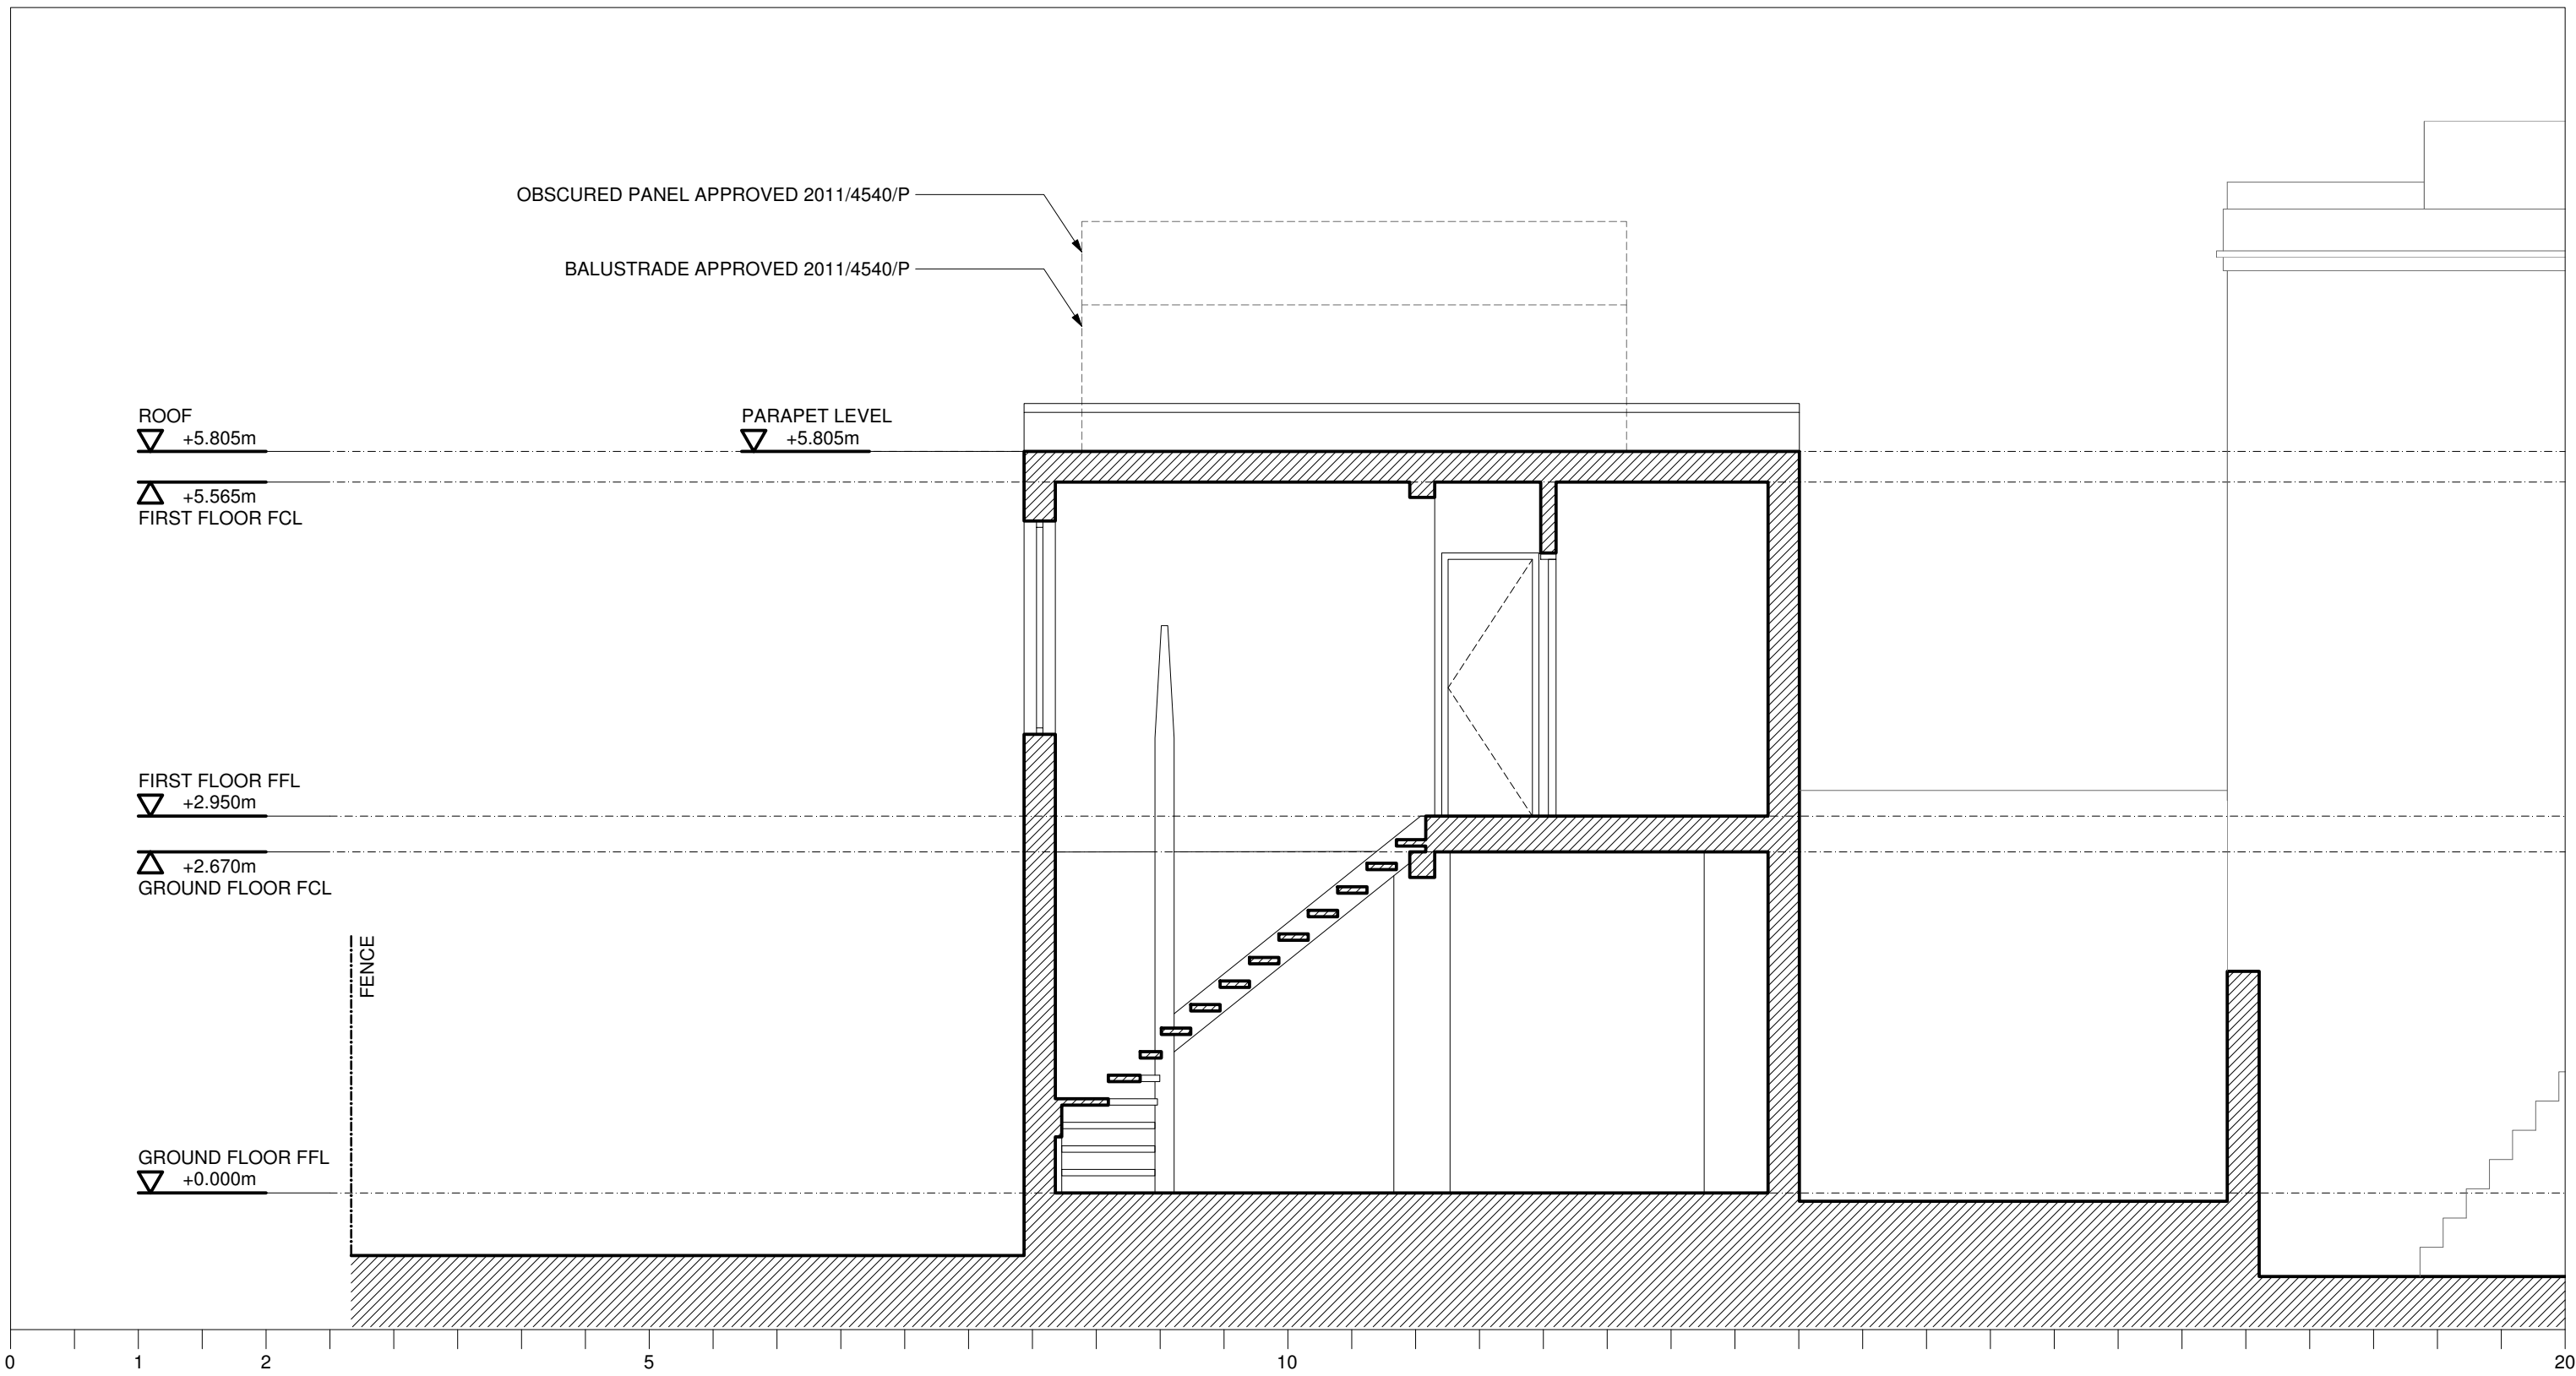 OBSCURED PANEL APPROVED 2011/4540/P
BALUSTRADE APPROVED 2011/4540/P
ROOF
+5.805m
PARAPET LEVEL
+5.805m
+5.565m
FIRST FLOOR FCL
FIRST FLOOR FFL
+2.950m
+2.670m
GROUND FLOOR FCL
FENCE
GROUND FLOOR FFL
+0.000m
0 1 2 5 10 20